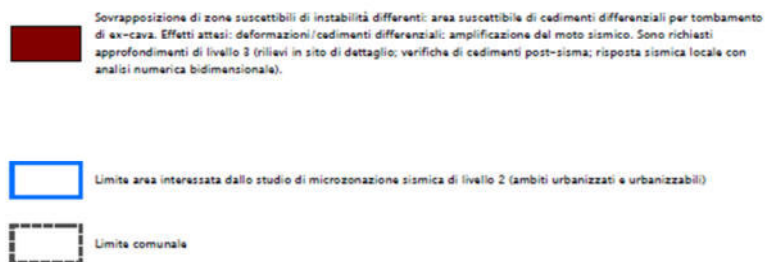 Sovrapposizione di zone suscettibili di instabilità differenti: area suscettibile di cedimenti differenziali per tombamento
di ex-cava. Effetti attesi: deformazioni/cedimenti differenziali; amplificazione del moto sismico. Sono richiesti
approfondimenti di livello 3 (rilievi in sito di dettaglio; verifiche di cedimenti post-sisma; risposta sismica locale con
analisi numerica bidimensionale).
Limite area interessata dallo studio di microzonazione sismica di livello 2 (ambiti urbanizzati e urbanizzabili)
Limite comunale